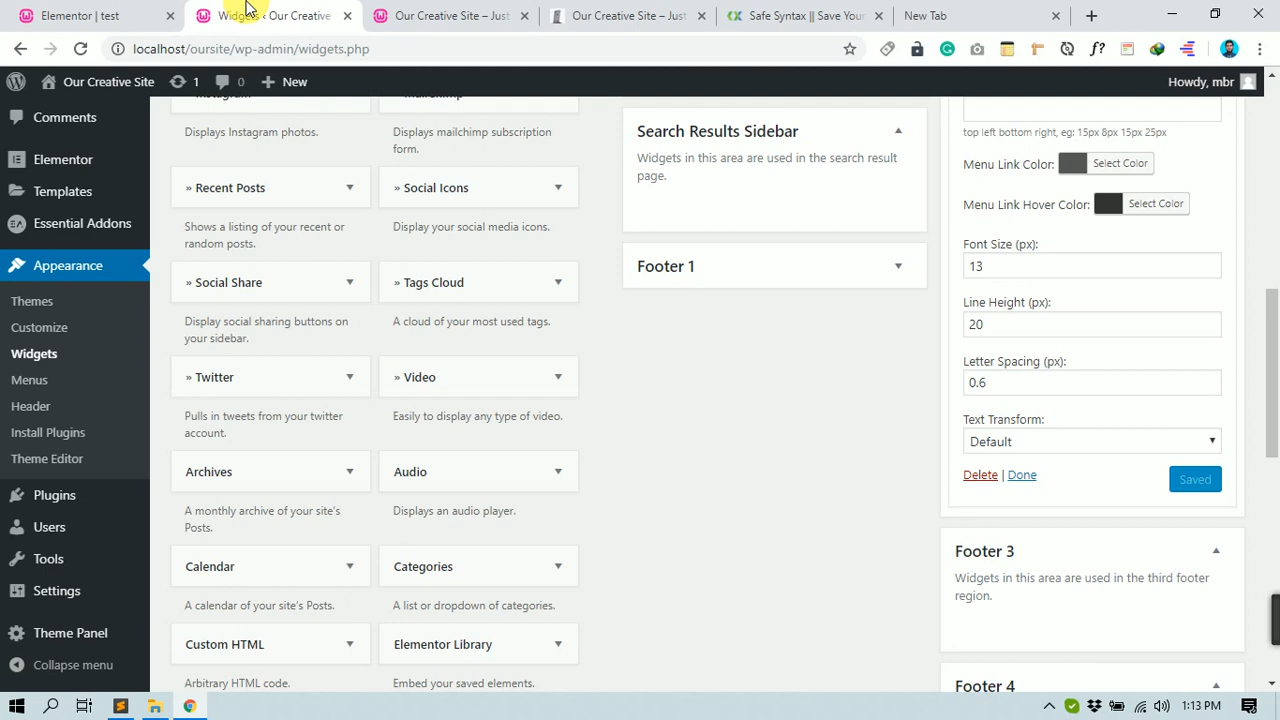 Elementor | test
Widgets ‹ Our Creative
Our Creative Site – Just
Our Creative Site – Just
Safe Syntax || Save Your
New Tab
localhost/oursite/wp-admin/widgets.php
Our Creative Site
1
0
New
Howdy, mbr
Comments
Elementor
Templates
Essential Addons
Appearance
Themes
Customize
Widgets
Menus
Header
Install Plugins
Theme Editor
Plugins
Users
Tools
Settings
Theme Panel
Collapse menu
Displays Instagram photos.
Displays mailchimp subscription
form.
» Recent Posts
» Social Icons
Shows a listing of your recent or
random posts.
Display your social media icons.
» Social Share
» Tags Cloud
Display social sharing buttons on
your sidebar.
A cloud of your most used tags.
» Twitter
» Video
Pulls in tweets from your twitter
account.
Easily to display any type of video.
Archives
Audio
A monthly archive of your site's
Posts.
Displays an audio player.
Calendar
Categories
A calendar of your site's Posts.
A list or dropdown of categories.
Custom HTML
Elementor Library
Arbitrary HTML code.
Embed your saved elements.
Search Results Sidebar
Widgets in this area are used in the search result
page.
Footer 1
top left bottom right, eg: 15px 8px 15px 25px
Menu Link Color:
Select Color
Menu Link Hover Color:
Select Color
Font Size (px):
13
Line Height (px):
20
Letter Spacing (px):
0.6
Text Transform:
Default
Delete | Done
Saved
Footer 3
Widgets in this area are used in the third footer
region.
Footer 4
1:13 PM